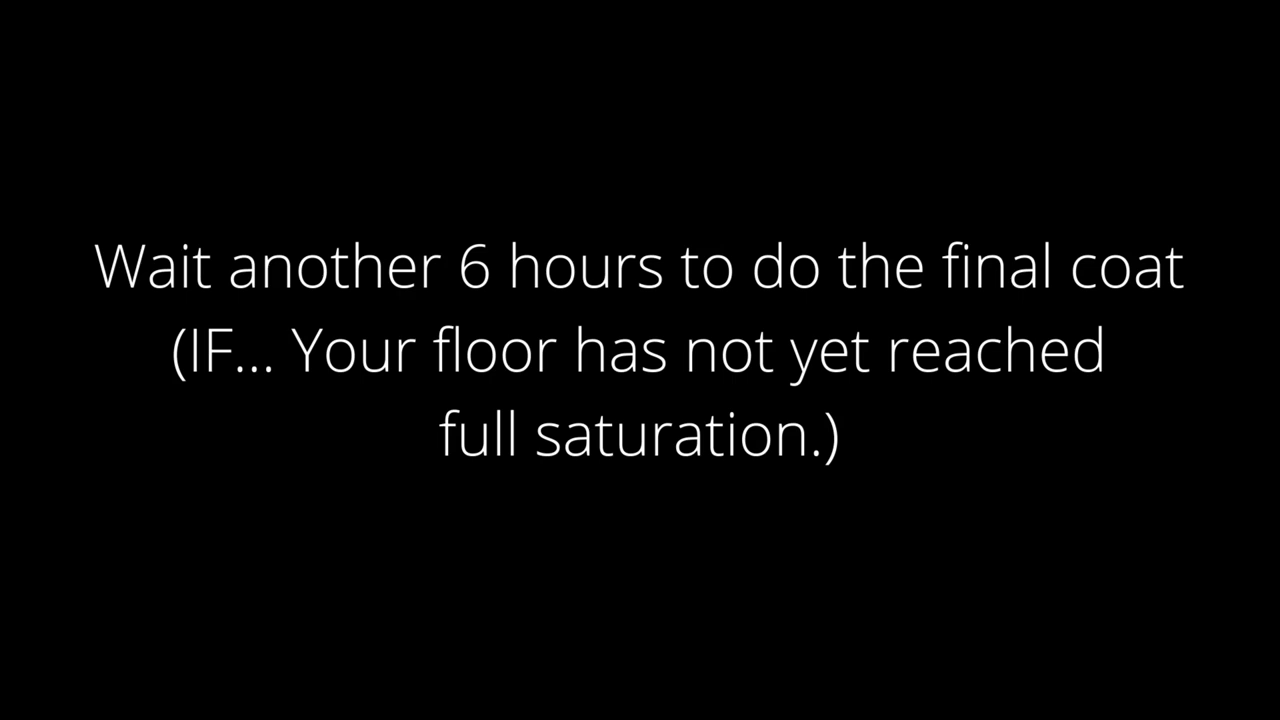 Wait another 6 hours to do the final coat
(IF... Your floor has not yet reached
full saturation.)